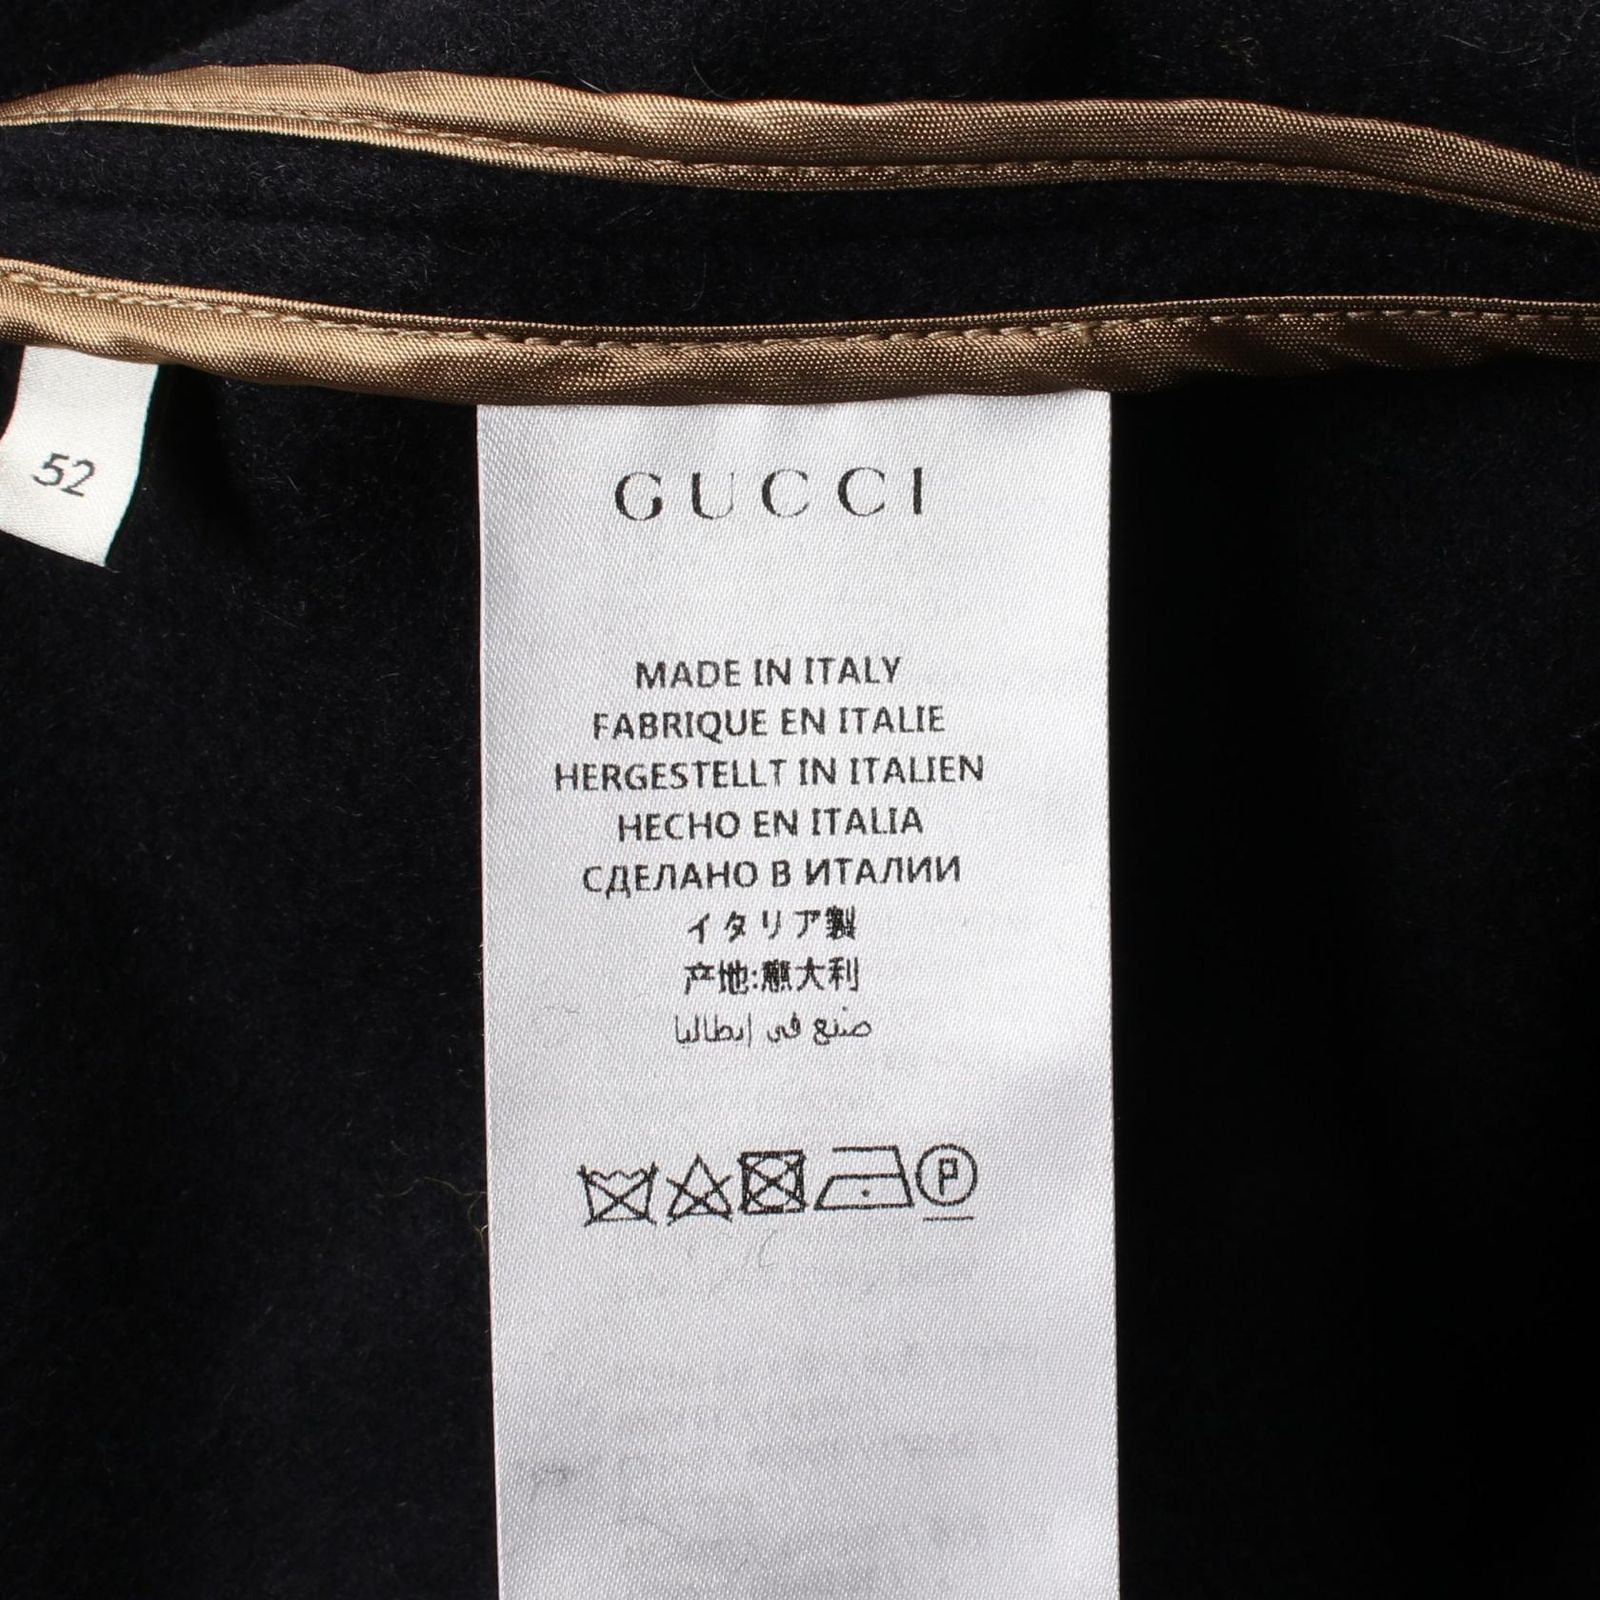 52
GUCCI
MADE IN ITALY
FABRIQUE EN ITALIE
HERGESTELLT IN ITALIEN
HECHO EN ITALIA
СДЕЛАНО В ИТАЛИИ
イタリア製
产地:意大利
صنع في إيطاليا
P